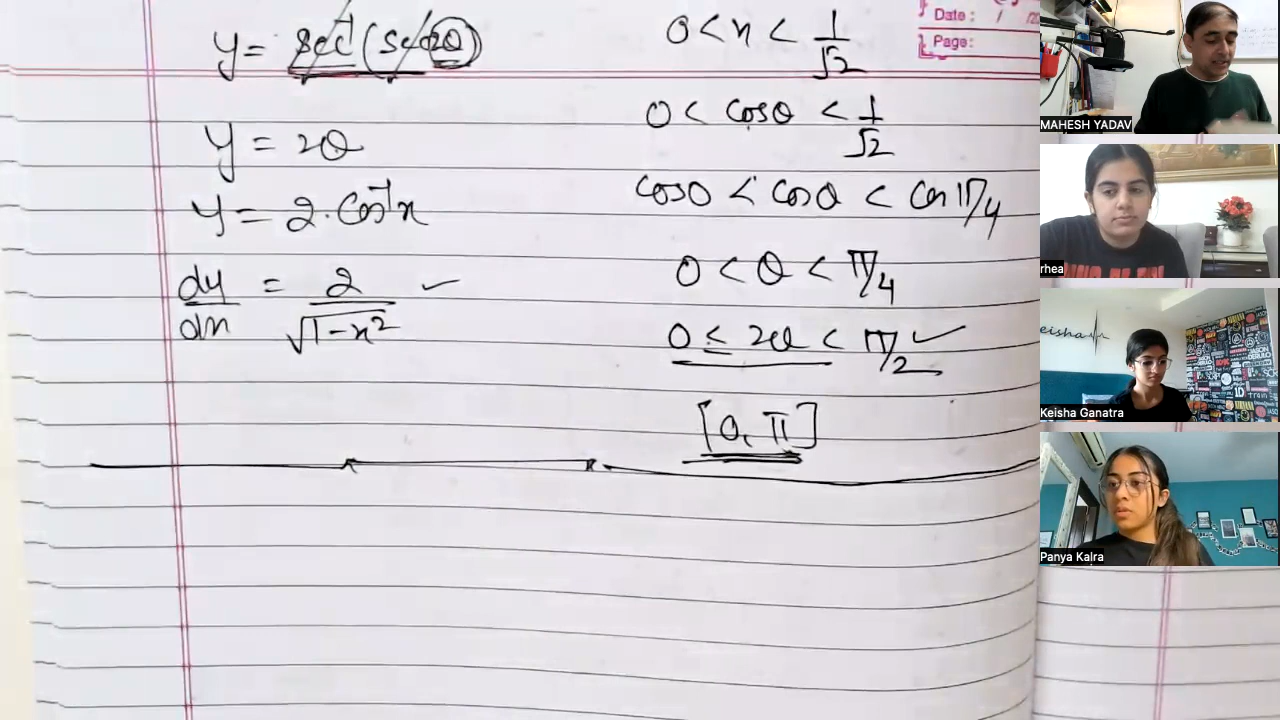 y = sec⁻¹(sec2θ)
y = 2θ
y = 2·Cos⁻¹x
dy/dx = 2/√1-x² ✓
0 < x < 1/√2
0 < cosθ < 1/√2
cos0 < cosθ < cos π/4
0 < θ < π/4
0 ≤ 2θ < π/2 ✓
[0, π]
Date: / /20
Page:
MAHESH YADAV
rhea
keisha
Keisha Ganatra
Panya Kalra